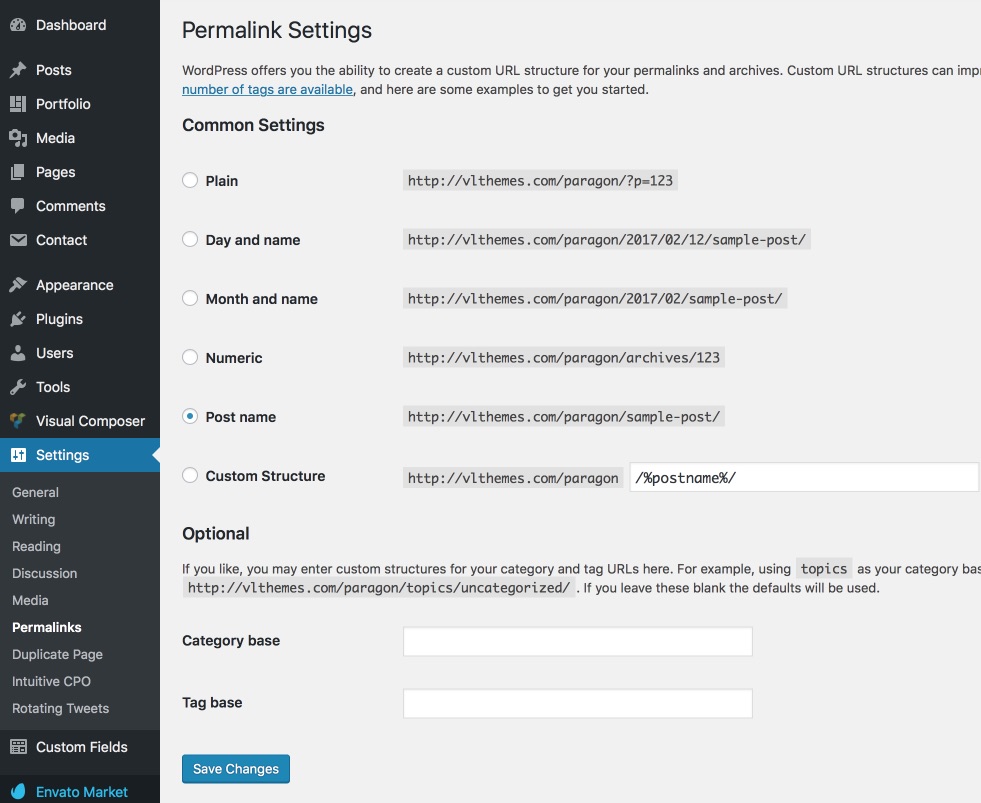 Dashboard
Posts
Portfolio
Media
Pages
Comments
Contact
Appearance
Plugins
Users
Tools
Visual Composer
Settings
General
Writing
Reading
Discussion
Media
Permalinks
Duplicate Page
Intuitive CPO
Rotating Tweets
Custom Fields
Envato Market
Permalink Settings
WordPress offers you the ability to create a custom URL structure for your permalinks and archives. Custom URL structures can
number of tags are available, and here are some examples to get you started.
Common Settings
Plain http://vlthemes.com/paragon/?p=123
Day and name http://vlthemes.com/paragon/2017/02/12/sample-post/
Month and name http://vlthemes.com/paragon/2017/02/sample-post/
Numeric http://vlthemes.com/paragon/archives/123
Post name http://vlthemes.com/paragon/sample-post/
Custom Structure http://vlthemes.com/paragon /%postname%/
Optional
If you like, you may enter custom structures for your category and tag URLs here. For example, using topics as your category
http://vlthemes.com/paragon/topics/uncategorized/ . If you leave these blank the defaults will be used.
Category base
Tag base
Save Changes